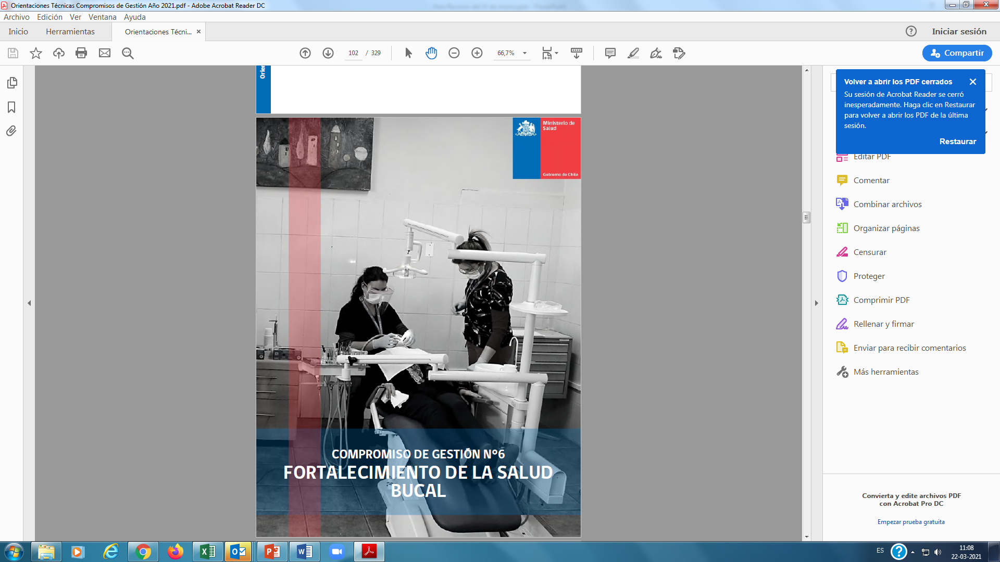 Orientaciones Técnicas Compromisos de Gestión Año 2021.pdf - Adobe Acrobat Reader DC
Archivo Edición Ver Ventana Ayuda
Inicio Herramientas Orientaciones Técni... × Iniciar sesión
102 / 329 66,7% Compartir
Orien
Volver a abrir los PDF cerrados
Su sesión de Acrobat Reader se cerró
inesperadamente. Haga clic en Restaurar
para volver a abrir los PDF de la última
sesión.
Restaurar
Ministerio de
Salud
Gobierno de Chile
COMPROMISO DE GESTIÓN N°6
FORTALECIMIENTO DE LA SALUD
BUCAL
Editar PDF
Comentar
Combinar archivos
Organizar páginas
Censurar
Proteger
Comprimir PDF
Rellenar y firmar
Enviar para recibir comentarios
Más herramientas
Convierta y edite archivos PDF
con Acrobat Pro DC
Empezar prueba gratuita
ES
11:08
22-03-2021